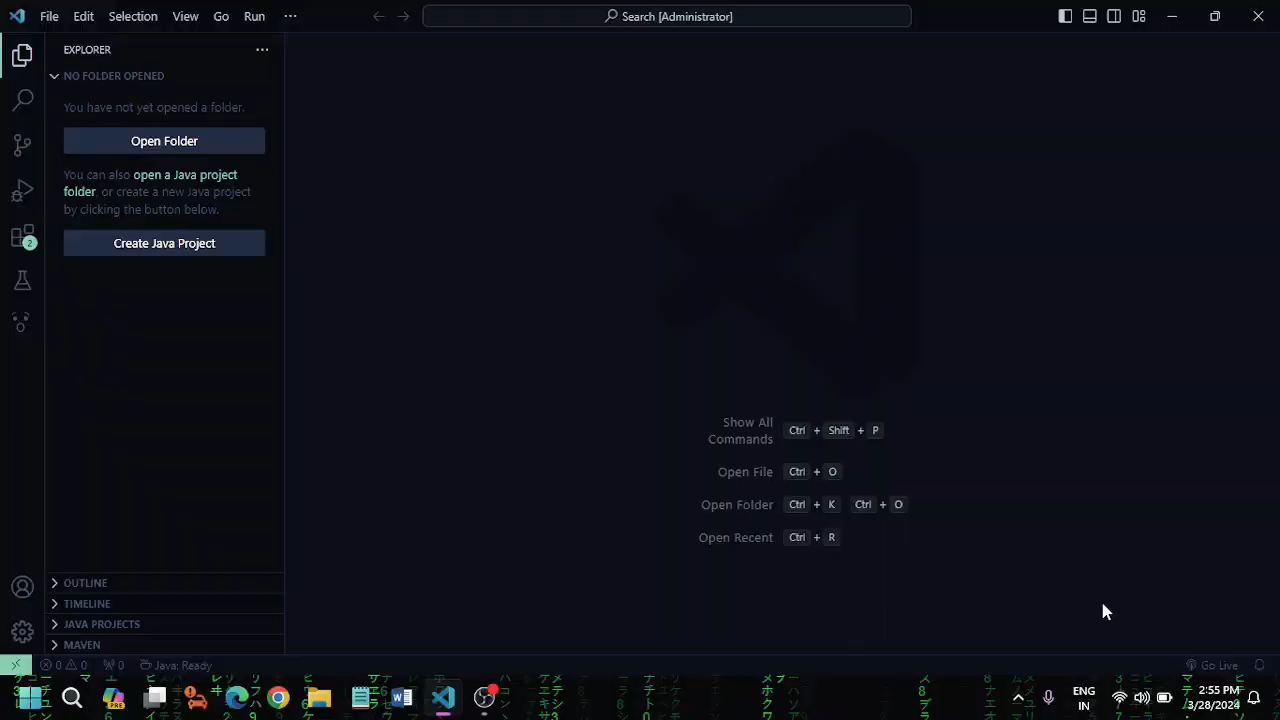 File Edit Selection View Go Run ···
Search [Administrator]
EXPLORER ···
NO FOLDER OPENED
You have not yet opened a folder.
Open Folder
You can also open a Java project
folder, or create a new Java project
by clicking the button below.
Create Java Project
2
Show All
Commands Ctrl + Shift + P
Open File Ctrl + O
Open Folder Ctrl + K Ctrl + O
Open Recent Ctrl + R
OUTLINE
TIMELINE
JAVA PROJECTS
MAVEN
0 0 0 Java: Ready
Go Live
PRE
ENG
IN
2:55 PM
3/28/2024